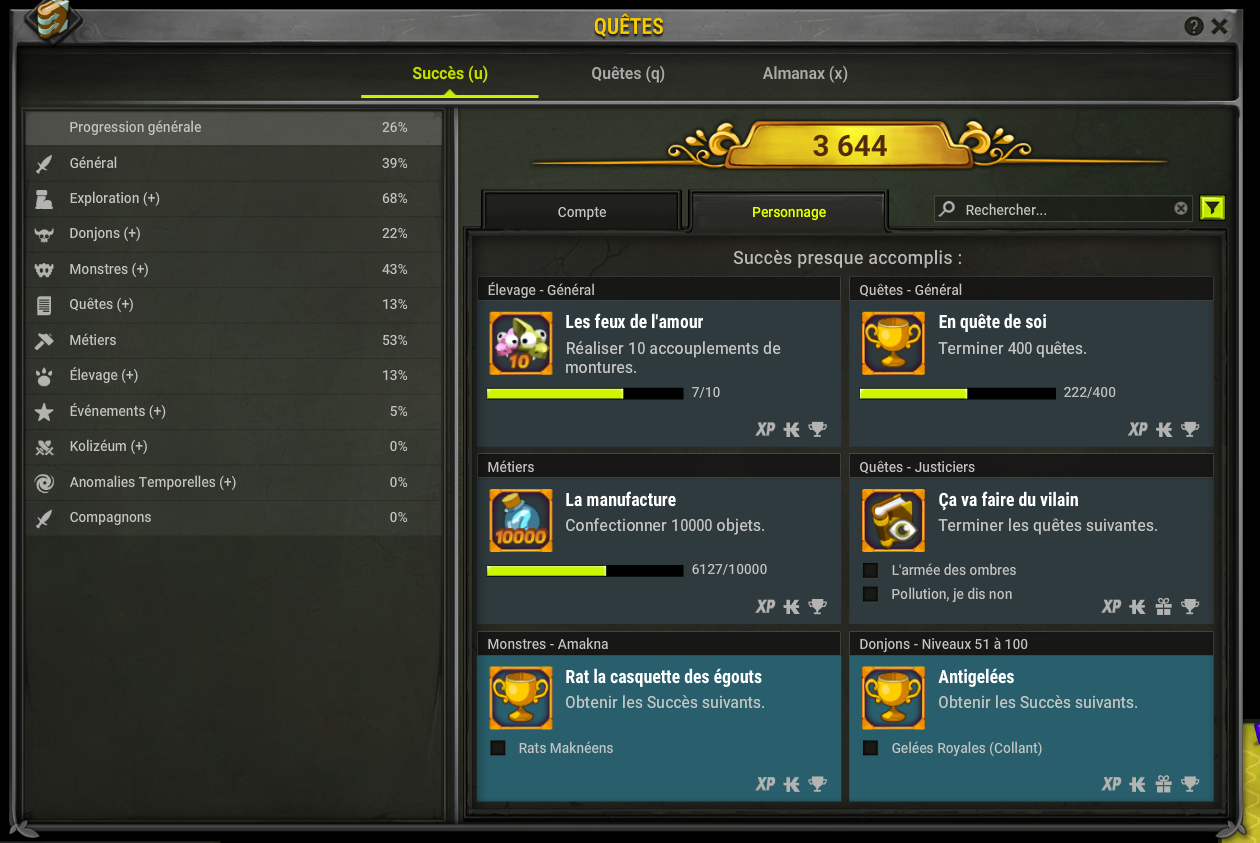 QUÊTES
Succès (u)
Quêtes (q)
Almanax (x)
Progression générale 26%
Général 39%
Exploration (+) 68%
Donjons (+) 22%
Monstres (+) 43%
Quêtes (+) 13%
Métiers 53%
Élevage (+) 13%
Événements (+) 5%
Kolizéum (+) 0%
Anomalies Temporelles (+) 0%
Compagnons 0%
3 644
Compte
Personnage
Rechercher...
Succès presque accomplis :
Élevage - Général
Les feux de l'amour
Réaliser 10 accouplements de
montures.
10
7/10
XP
Quêtes - Général
En quête de soi
Terminer 400 quêtes.
222/400
XP
Métiers
La manufacture
Confectionner 10000 objets.
10000
6127/10000
XP
Quêtes - Justiciers
Ça va faire du vilain
Terminer les quêtes suivantes.
L'armée des ombres
Pollution, je dis non
XP
Monstres - Amakna
Rat la casquette des égouts
Obtenir les Succès suivants.
Rats Maknéens
XP
Donjons - Niveaux 51 à 100
Antigelées
Obtenir les Succès suivants.
Gelées Royales (Collant)
XP